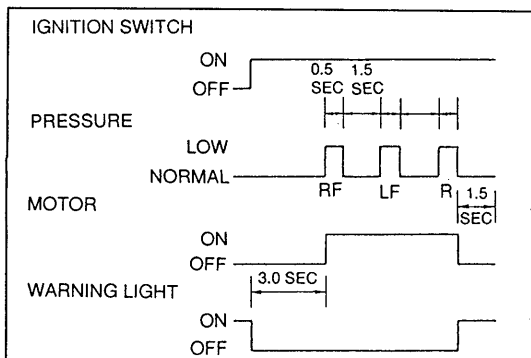 IGNITION SWITCH
ON
OFF
0.5 1.5
SEC SEC
PRESSURE
LOW
NORMAL
RF LF R 1.5
SEC
MOTOR
ON
OFF
3.0 SEC
WARNING LIGHT
ON
OFF